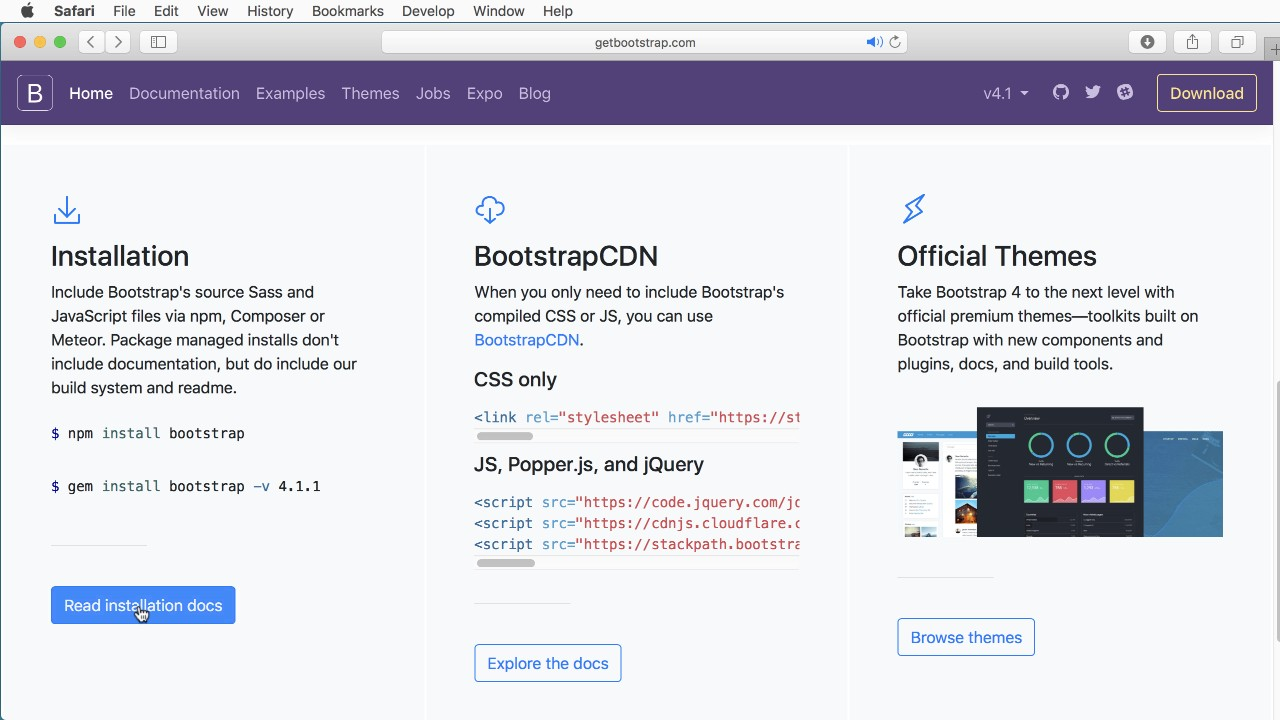 Safari File Edit View History Bookmarks Develop Window Help
getbootstrap.com
B Home Documentation Examples Themes Jobs Expo Blog v4.1 Download
Installation
Include Bootstrap's source Sass and
JavaScript files via npm, Composer or
Meteor. Package managed installs don't
include documentation, but do include our
build system and readme.
$ npm install bootstrap
$ gem install bootstrap -v 4.1.1
Read installation docs
BootstrapCDN
When you only need to include Bootstrap's
compiled CSS or JS, you can use
BootstrapCDN.
CSS only
<link rel="stylesheet" href="https://st
JS, Popper.js, and jQuery
<script src="https://code.jquery.com/jq
<script src="https://cdnjs.cloudflare.c
<script src="https://stackpath.bootstra
Explore the docs
Official Themes
Take Bootstrap 4 to the next level with
official premium themes—toolkits built on
Bootstrap with new components and
plugins, docs, and build tools.
Overview
Browse themes